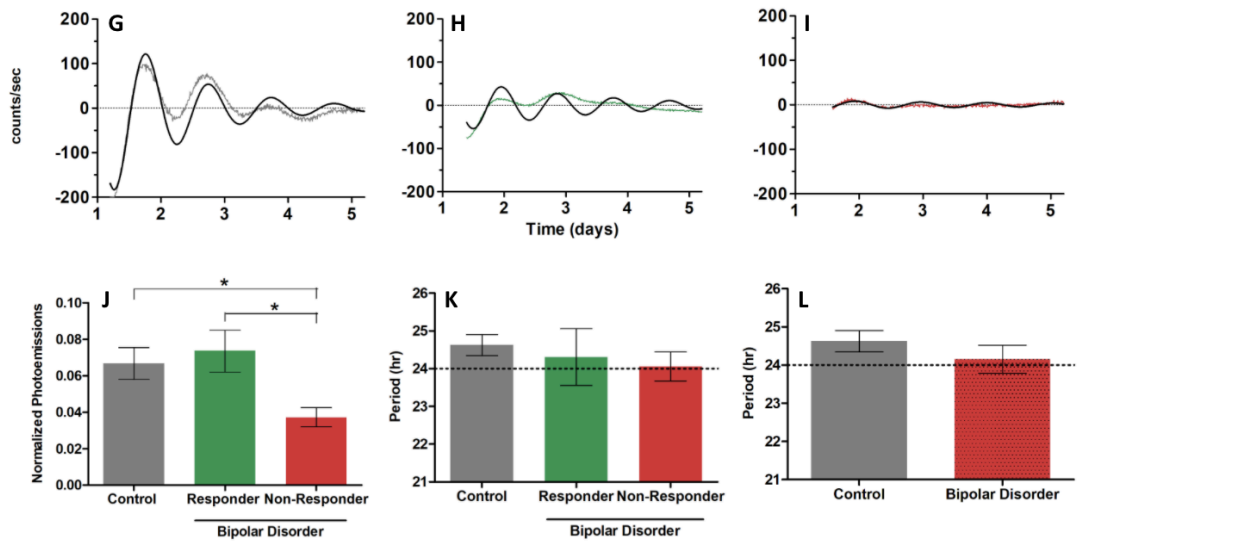 G
200
100
0
-100
-200
1 2 3 4 5
counts/sec
H
200
100
0
-100
-200
1 2 3 4 5
Time (days)
I
200
100
0
-100
-200
1 2 3 4 5
J
0.10
0.08
0.06
0.04
0.02
0.00
Normalized Photoemissions
*
*
Control Responder Non-Responder
Bipolar Disorder
K
26
25
24
23
22
21
Period (hr)
Control Responder Non-Responder
Bipolar Disorder
L
26
25
24
23
22
21
Period (hr)
Control Bipolar Disorder